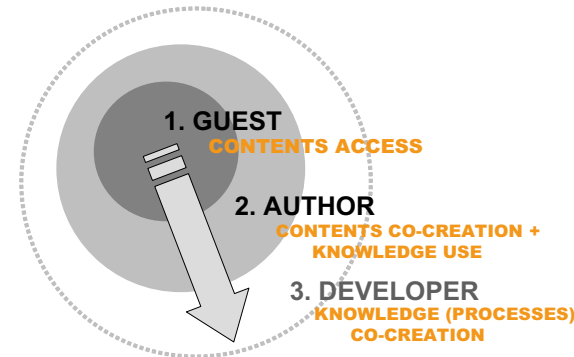 1. GUEST
CONTENTS ACCESS
2. AUTHOR
CONTENTS CO-CREATION +
KNOWLEDGE USE
3. DEVELOPER
KNOWLEDGE (PROCESSES)
CO-CREATION